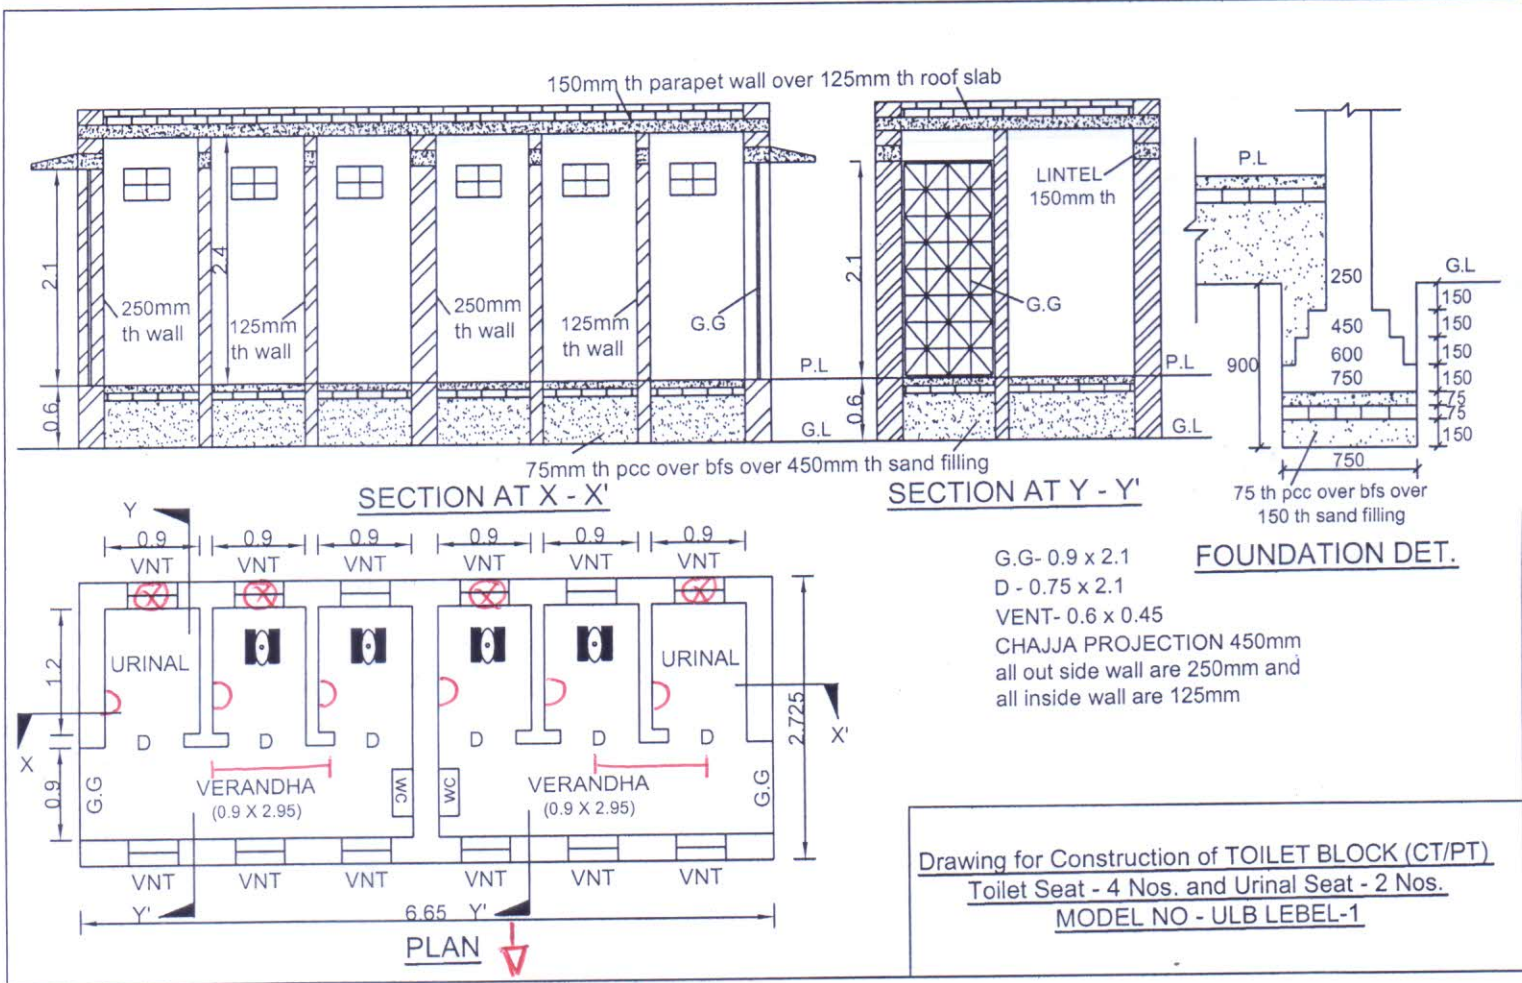 150mm th parapet wall over 125mm th roof slab
2.1
2.4
0.6
250mm
th wall
125mm
th wall
250mm
th wall
125mm
th wall
G.G
P.L
G.L
75mm th pcc over bfs over 450mm th sand filling
SECTION AT X - X'
2.1
0.6
LINTEL
150mm th
G.G
P.L
G.L
SECTION AT Y - Y'
P.L
G.L
250
450
600
750
900
150
150
150
150
75
75
150
750
75 th pcc over bfs over
150 th sand filling
FOUNDATION DET.
Y
0.9 0.9 0.9 0.9 0.9 0.9
VNT VNT VNT VNT VNT VNT
URINAL URINAL
1.2
2.725
X X'
D D D D D D
0.9
G.G
VERANDHA
(0.9 X 2.95)
WC WC
VERANDHA
(0.9 X 2.95)
G.G
VNT VNT VNT VNT VNT VNT
Y' 6.65 Y'
PLAN
G.G- 0.9 x 2.1
D - 0.75 x 2.1
VENT- 0.6 x 0.45
CHAJJA PROJECTION 450mm
all out side wall are 250mm and
all inside wall are 125mm
Drawing for Construction of TOILET BLOCK (CT/PT)
Toilet Seat - 4 Nos. and Urinal Seat - 2 Nos.
MODEL NO - ULB LEBEL-1